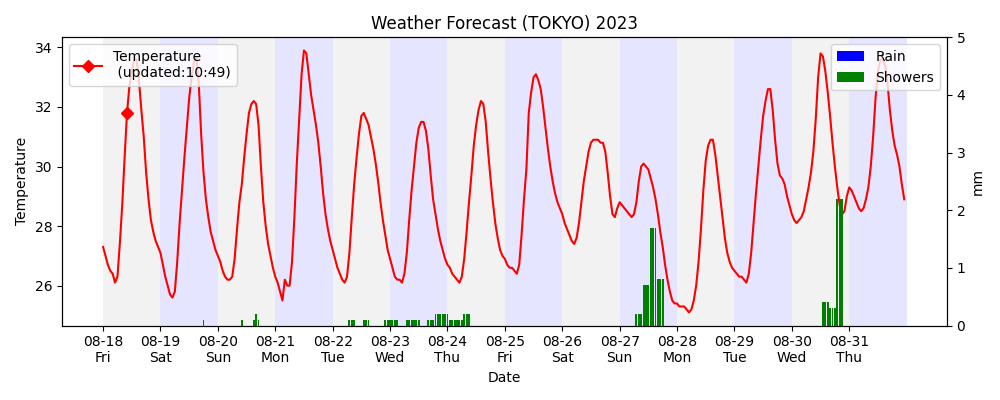 Weather Forecast (TOKYO) 2023
Temperature
(updated:10:49)
Rain
Showers
34
32
30
28
26
Temperature
5
4
3
2
1
0
mm
08-18 08-19 08-20 08-21 08-22 08-23 08-24 08-25 08-26 08-27 08-28 08-29 08-30 08-31
Fri Sat Sun Mon Tue Wed Thu Fri Sat Sun Mon Tue Wed Thu
Date